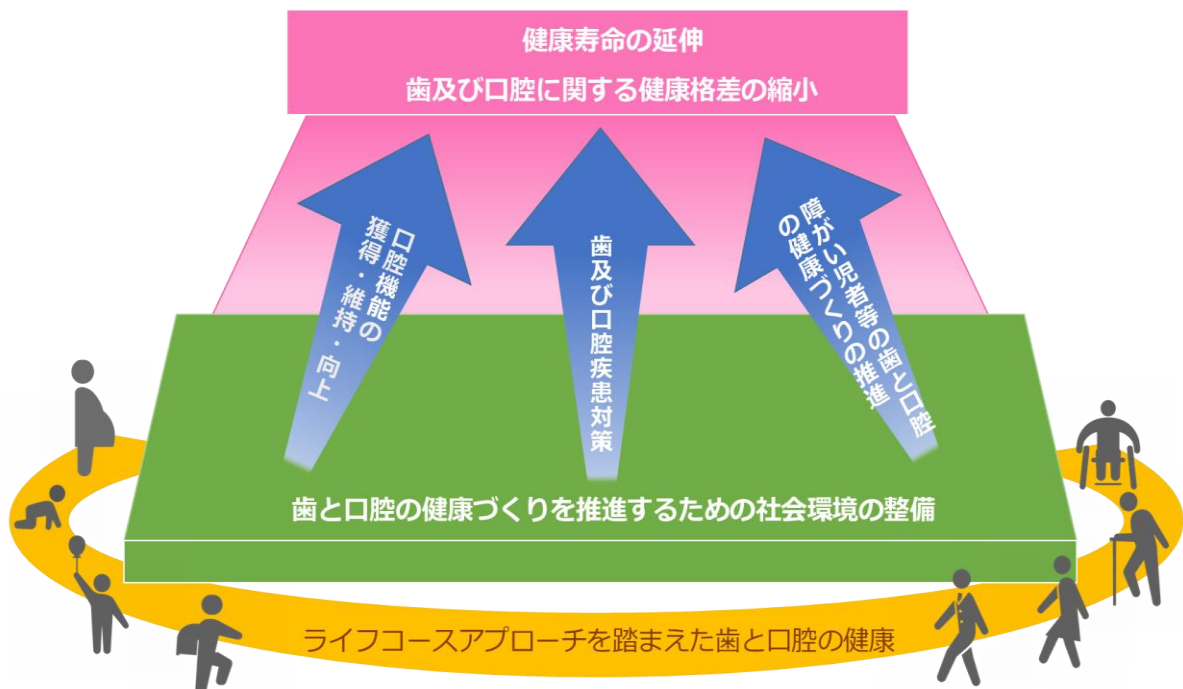 健康寿命の延伸
歯及び口腔に関する健康格差の縮小
口腔機能の
獲得・維持・向上
歯及び口腔疾患対策
障がい児者等の歯と口腔
の健康づくりの推進
歯と口腔の健康づくりを推進するための社会環境の整備
ライフコースアプローチを踏まえた歯と口腔の健康